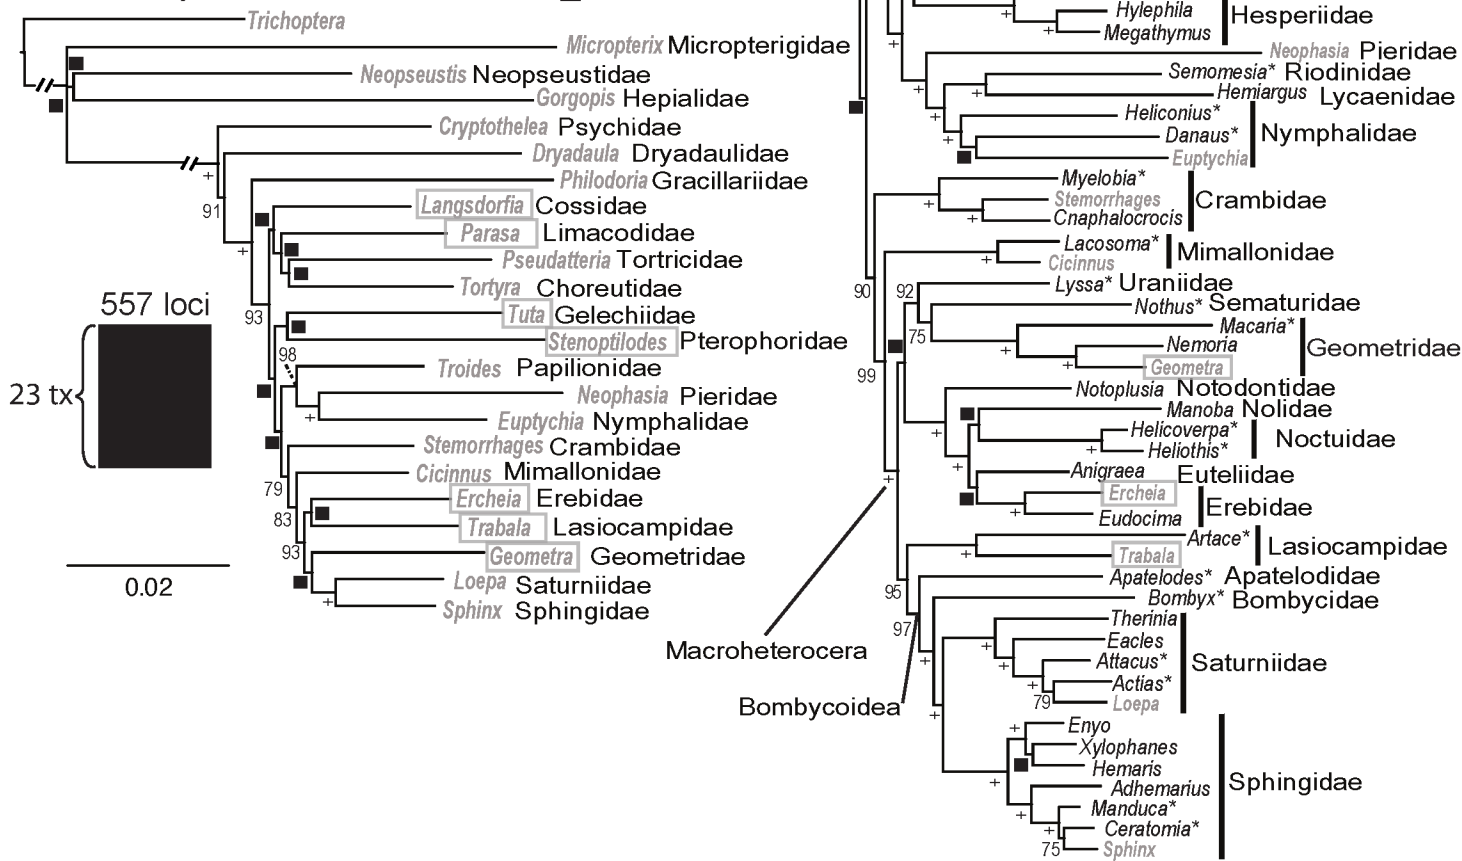 Trichoptera
Micropterix Micropterigidae
Neopseustis Neopseustidae
Gorgopis Hepialidae
Cryptothelea Psychidae
+
Dryadaula Dryadaulidae
91
Philodoria Gracillariidae
+
Langsdorfia Cossidae
Parasa Limacodidae
Pseudatteria Tortricidae
Tortyra Choreutidae
93
Tuta Gelechiidae
Stenoptilodes Pterophoridae
98
Troides Papilionidae
Neophasia Pieridae
+
Euptychia Nymphalidae
Stemorrhages Crambidae
79
Cicinnus Mimallonidae
83
Ercheia Erebidae
Trabala Lasiocampidae
93
Geometra Geometridae
Loepa Saturniidae
+
Sphinx Sphingidae
557 loci
23 tx
0.02
+
Hylephila
+
Megathymus
Hesperiidae
+
Neophasia Pieridae
+
Semomesia* Riodinidae
+
Hemiargus Lycaenidae
+
Heliconius*
Danaus*
Euptychia
Nymphalidae
Myelobia*
+
Stemorrhages
+
Cnaphalocrocis
Crambidae
Lacosoma*
+
Cicinnus
Mimallonidae
90
92
Lyssa* Uraniidae
Nothus* Sematuridae
75
Macaria*
+
Nemoria
+
Geometra
Geometridae
99
Notoplusia Notodontidae
Manoba Nolidae
+
Helicoverpa*
+
Heliothis*
Noctuidae
+
Anigraea Euteliidae
+
Ercheia
+
Eudocima
Erebidae
Artace*
+
Trabala
Lasiocampidae
95
Apatelodes* Apatelodidae
Bombyx* Bombycidae
97
Macroheterocera
Bombycoidea
+
Therinia
+
Eacles
+
Attacus*
+
Actias*
79
Loepa
Saturniidae
+
Enyo
+
Xylophanes
Hemaris
+
Adhemarius
+
Manduca*
+
Ceratomia*
75
Sphinx
Sphingidae